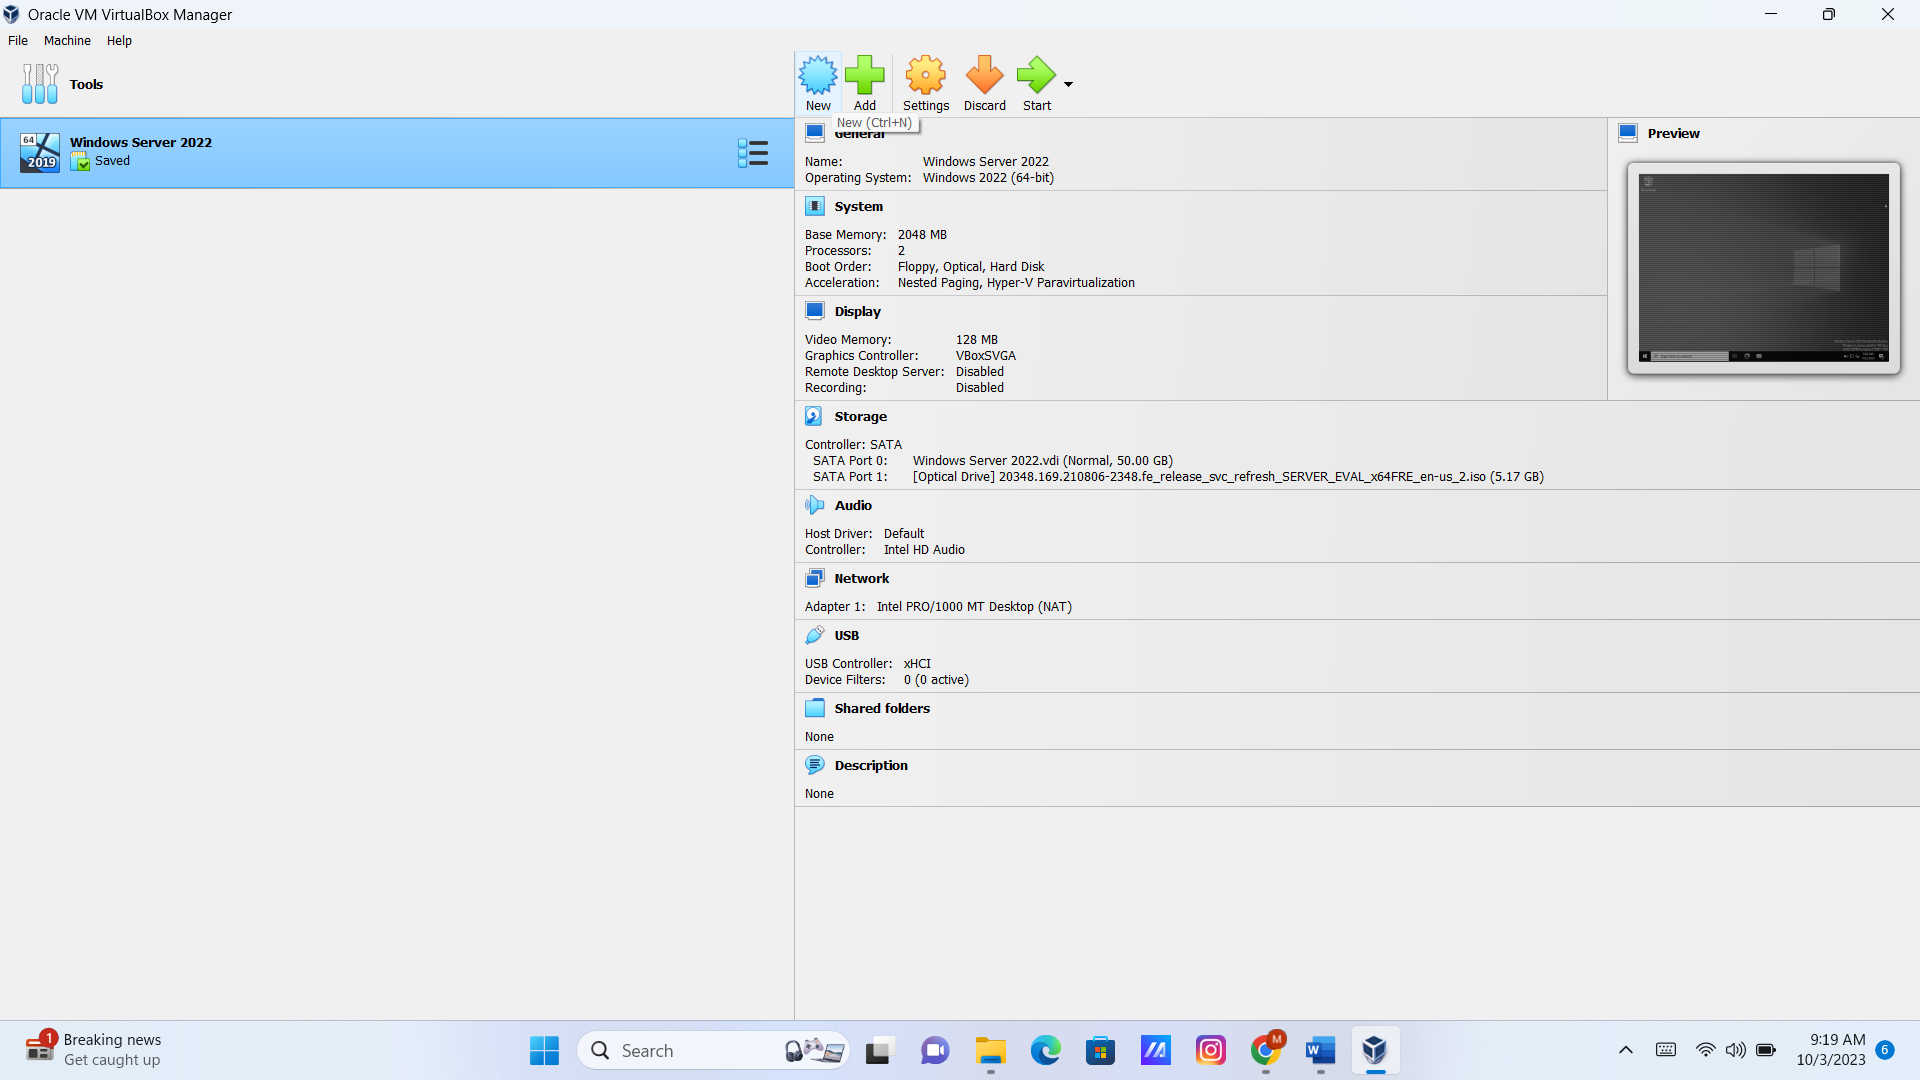 Oracle VM VirtualBox Manager
File Machine Help
Tools
New Add Settings Discard Start
New (Ctrl+N)
64
2019
Windows Server 2022
Saved
General
Name: Windows Server 2022
Operating System: Windows 2022 (64-bit)
System
Base Memory: 2048 MB
Processors: 2
Boot Order: Floppy, Optical, Hard Disk
Acceleration: Nested Paging, Hyper-V Paravirtualization
Display
Video Memory: 128 MB
Graphics Controller: VBoxSVGA
Remote Desktop Server: Disabled
Recording: Disabled
Preview
Storage
Controller: SATA
SATA Port 0: Windows Server 2022.vdi (Normal, 50.00 GB)
SATA Port 1: [Optical Drive] 20348.169.210806-2348.fe_release_svc_refresh_SERVER_EVAL_x64FRE_en-us_2.iso (5.17 GB)
Audio
Host Driver: Default
Controller: Intel HD Audio
Network
Adapter 1: Intel PRO/1000 MT Desktop (NAT)
USB
USB Controller: xHCI
Device Filters: 0 (0 active)
Shared folders
None
Description
None
1
Breaking news
Get caught up
Search
M
W
9:19 AM
10/3/2023
6